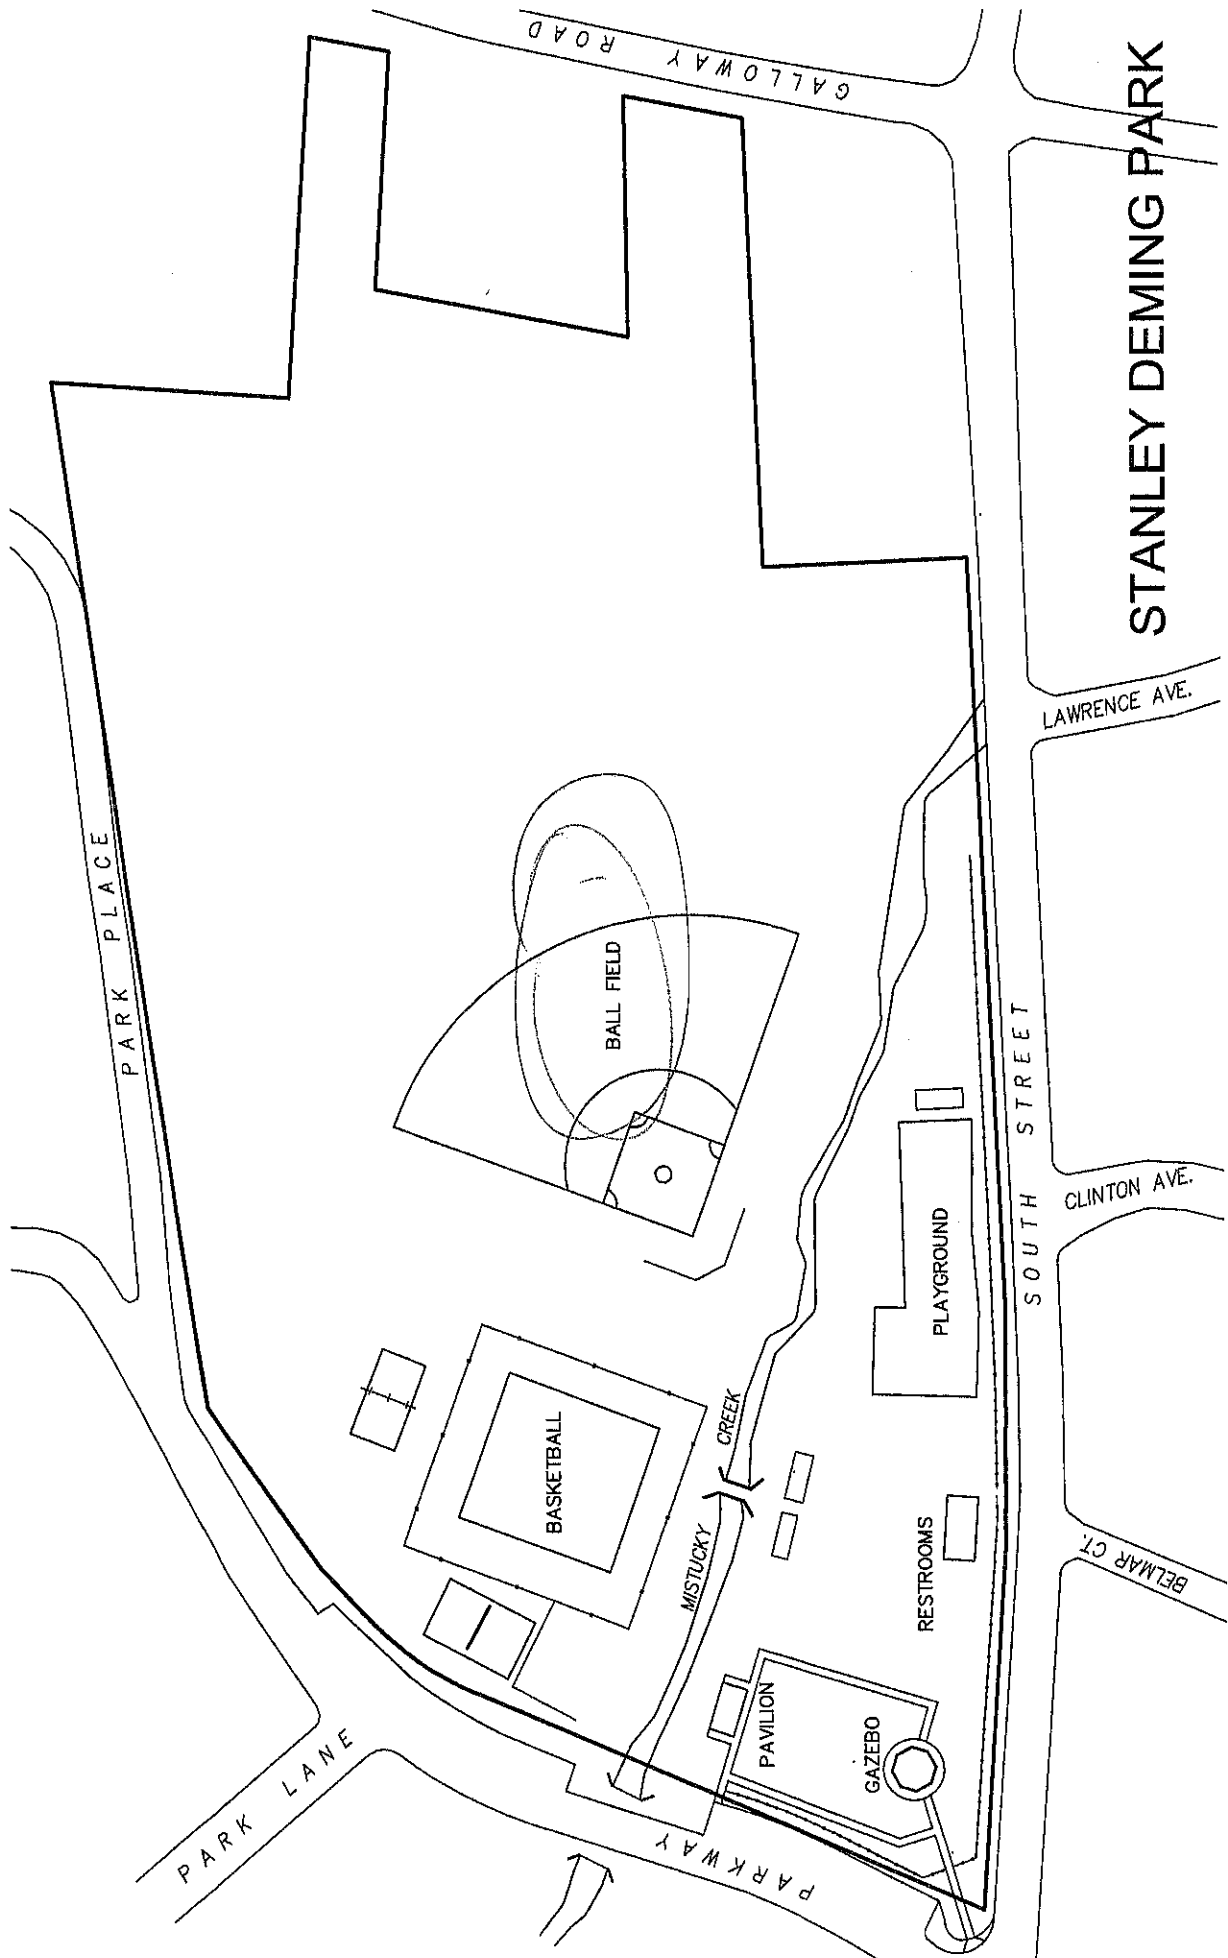 STANLEY DEMING PARK
GALLOWAY ROAD
PARK PLACE
PARK LANE
PARKWAY
SOUTH STREET
LAWRENCE AVE.
CLINTON AVE.
BELMAR CT.
BALL FIELD
BASKETBALL
PLAYGROUND
MISTUCKY CREEK
RESTROOMS
PAVILION
GAZEBO